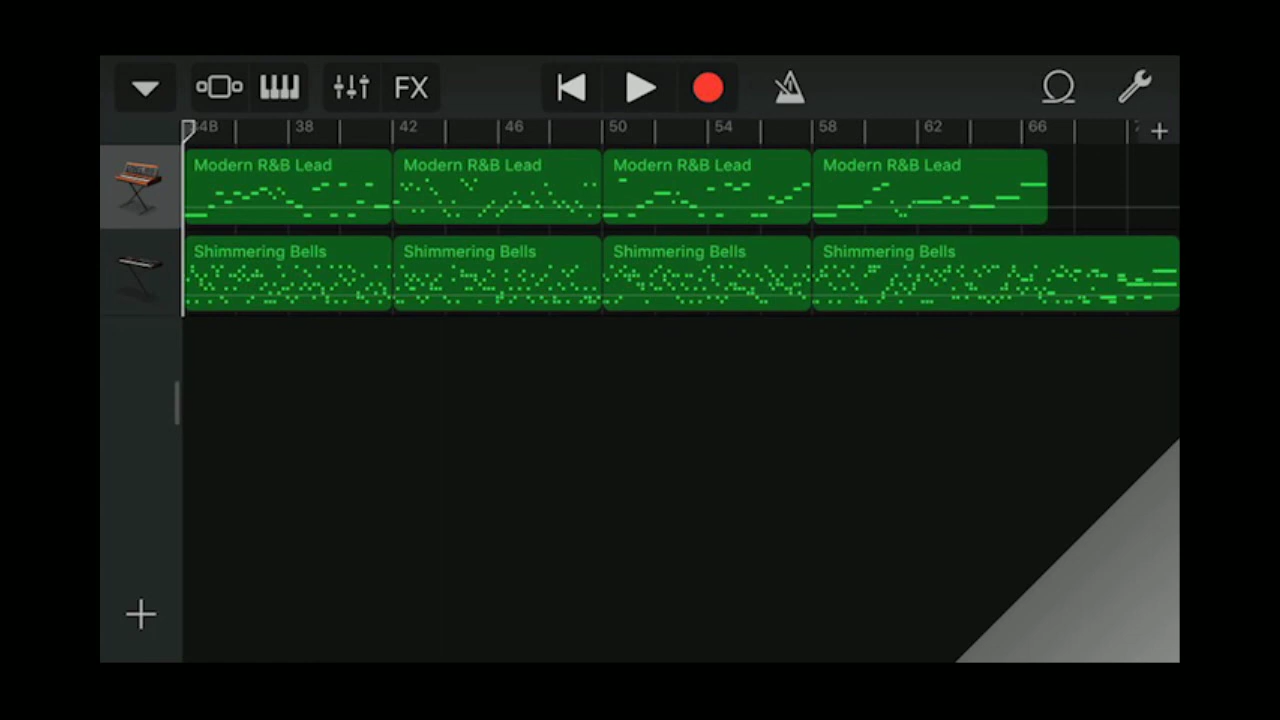 FX
38 42 46 50 54 58 62 66
Modern R&B Lead Modern R&B Lead Modern R&B Lead Modern R&B Lead
Shimmering Bells Shimmering Bells Shimmering Bells Shimmering Bells